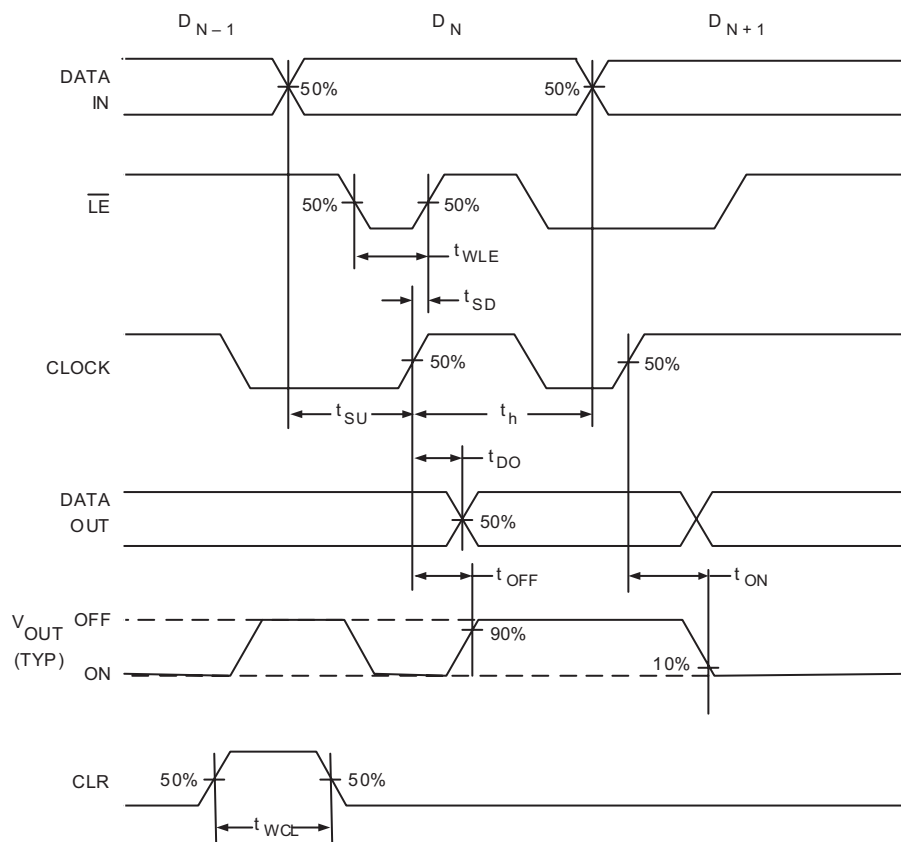 D N – 1 D N D N + 1
DATA IN 50% 50%
LE 50% 50%
t WLE
t SD
CLOCK 50% 50%
t SU t h
t DO
DATA OUT 50%
t OFF t ON
V OUT (TYP) OFF 90%
ON 10%
CLR 50% 50%
t WCL